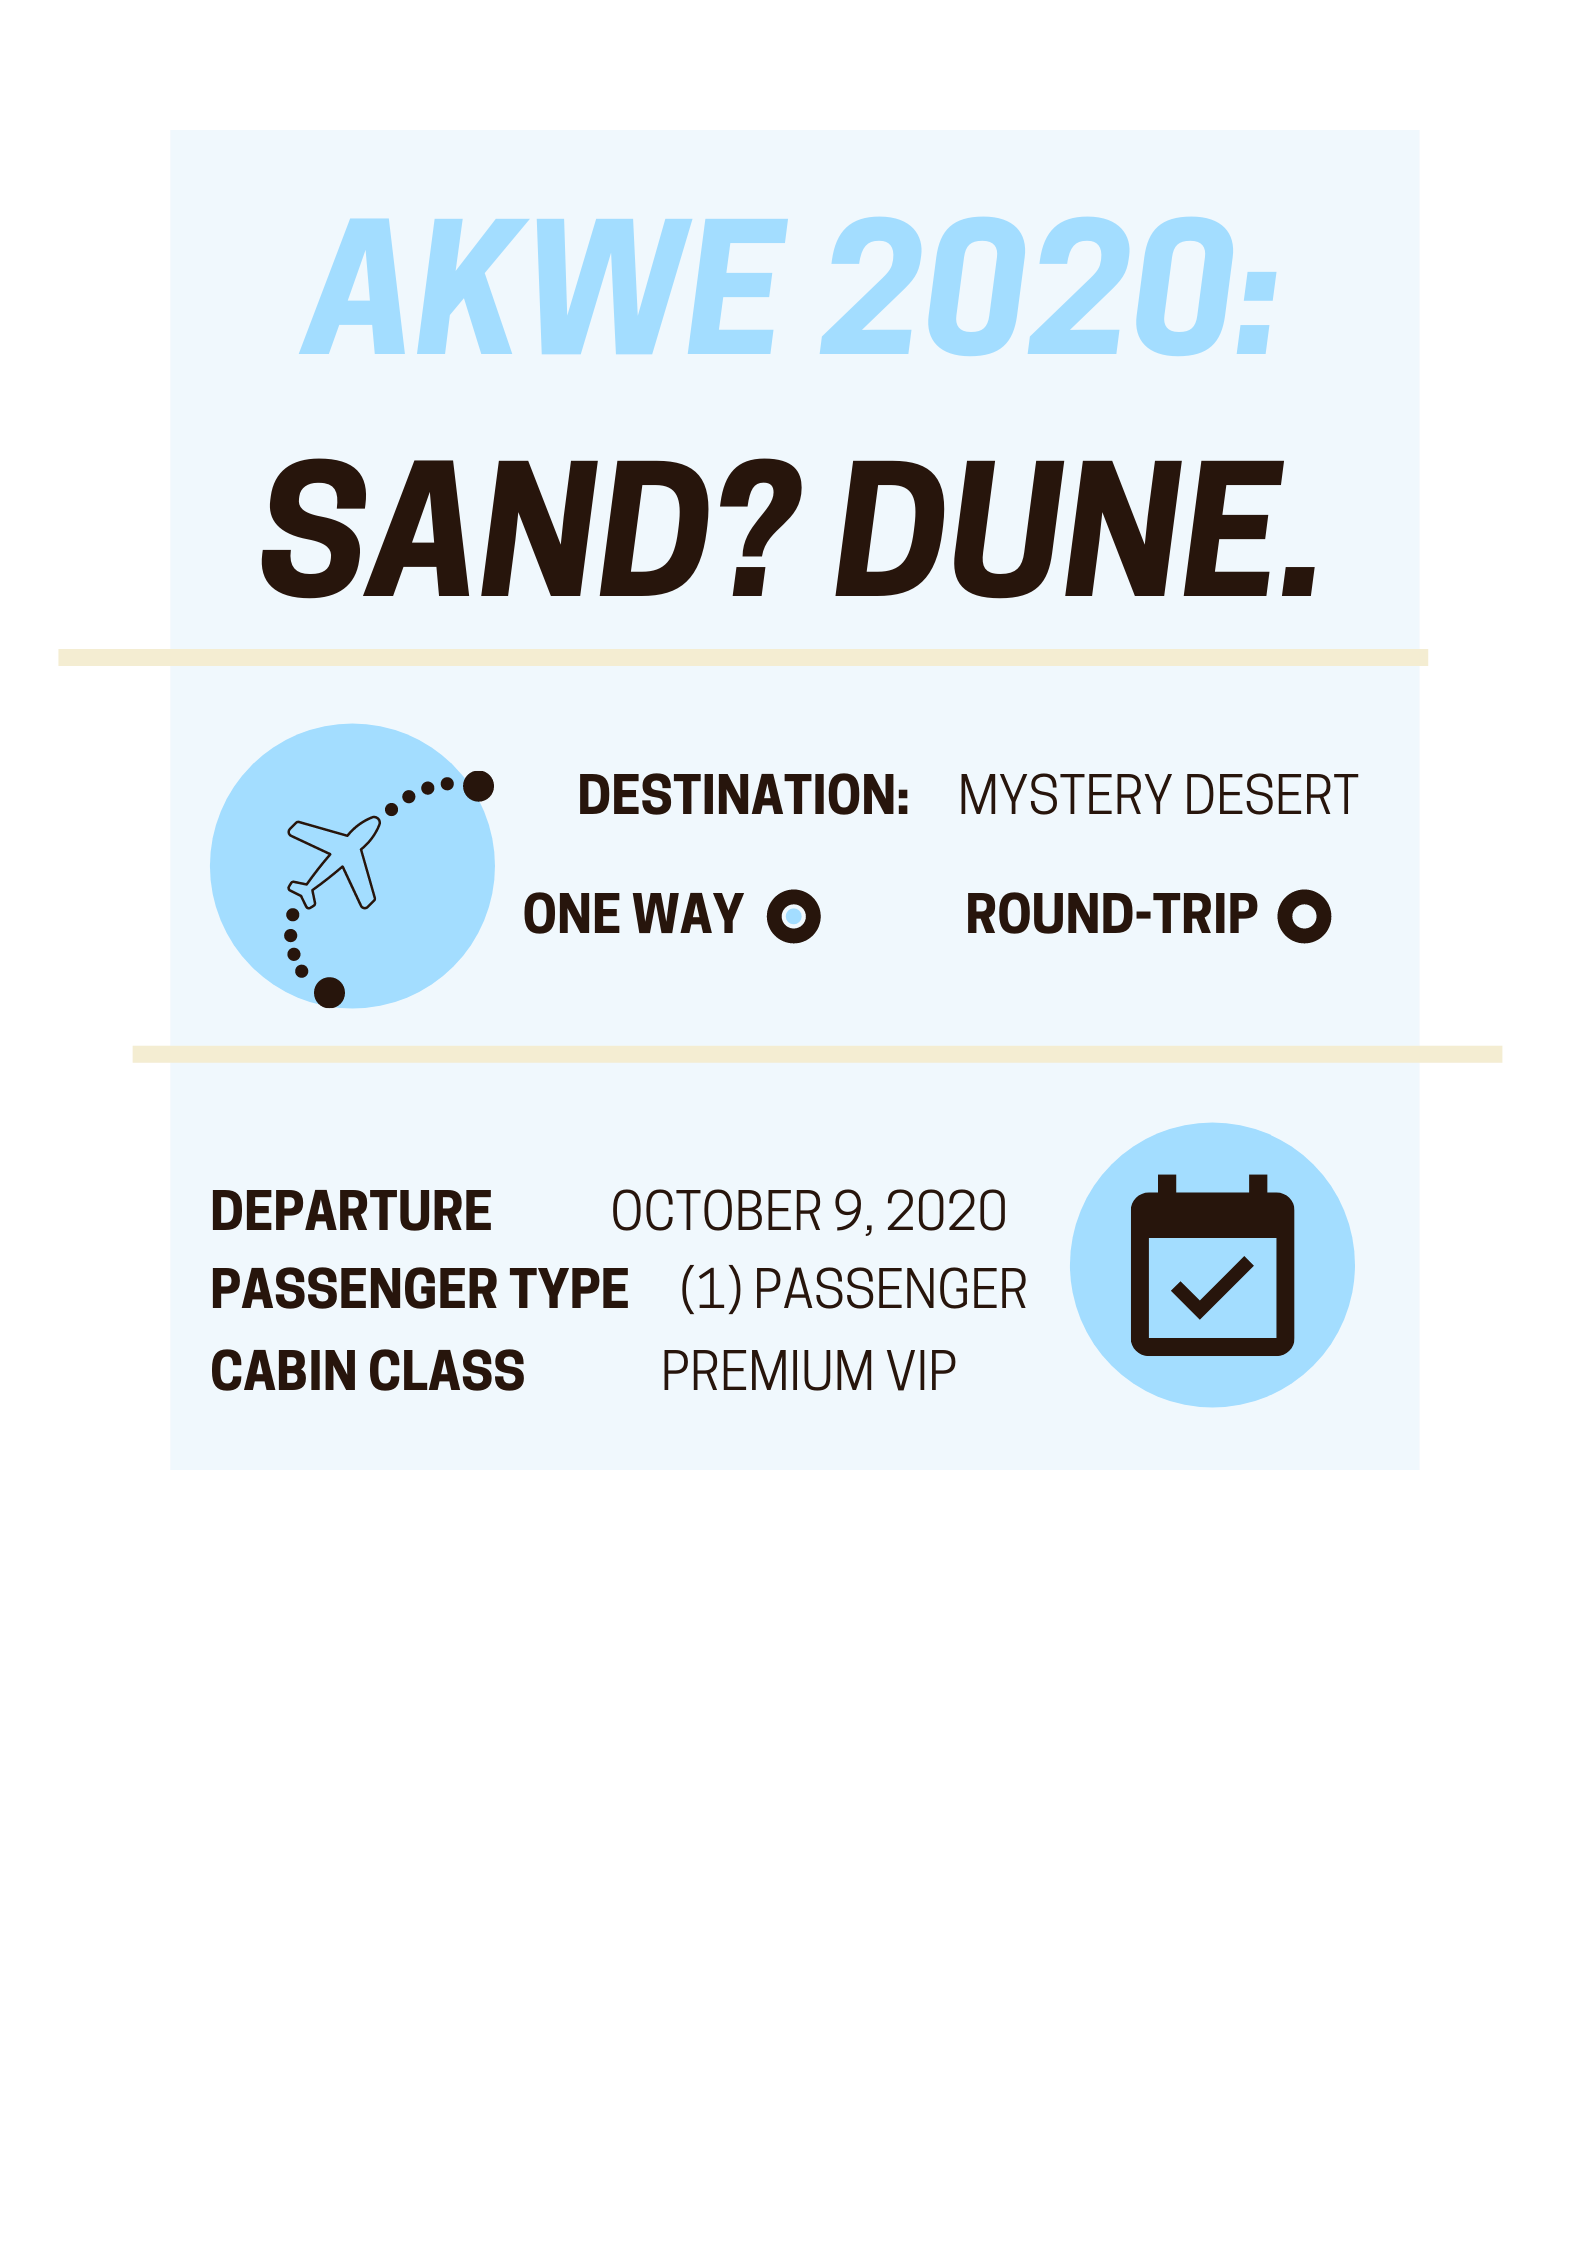 AKWE 2020:
SAND? DUNE.
DESTINATION: MYSTERY DESERT
ONE WAY ROUND-TRIP
DEPARTURE OCTOBER 9, 2020
PASSENGER TYPE (1) PASSENGER
CABIN CLASS PREMIUM VIP